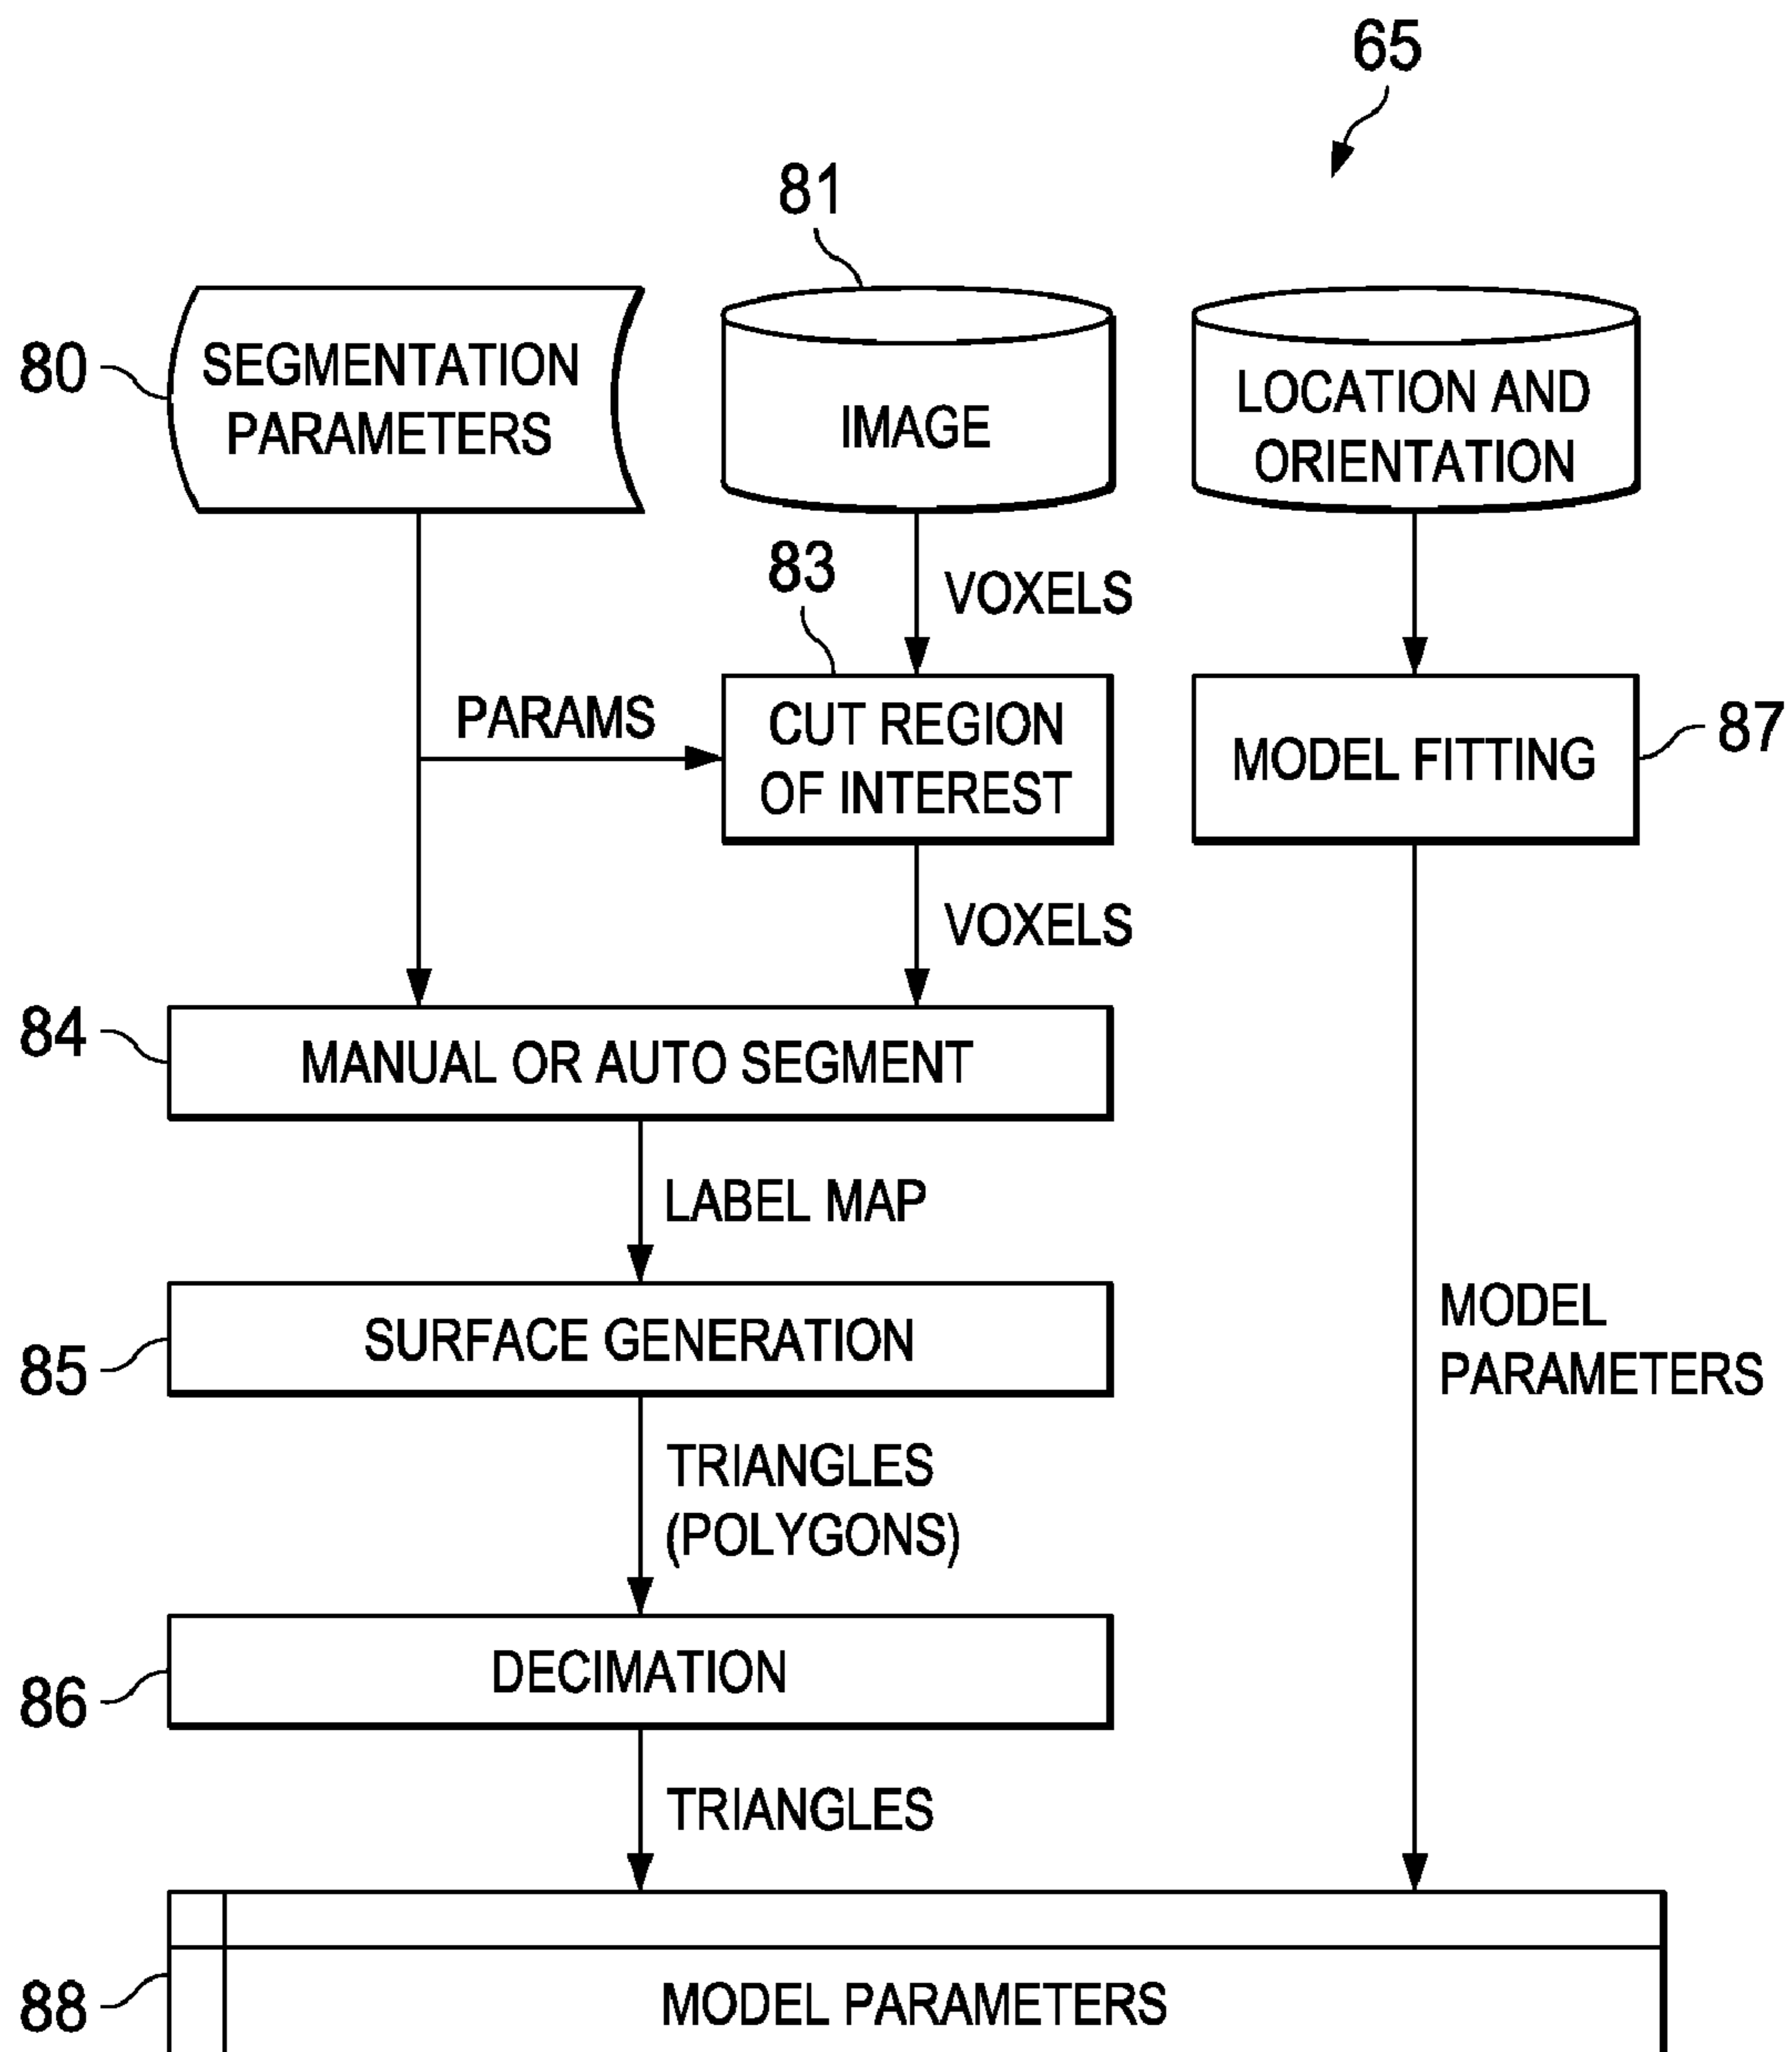 65
81
80
SEGMENTATION
PARAMETERS
IMAGE
LOCATION AND
ORIENTATION
83
VOXELS
PARAMS
CUT REGION
OF INTEREST
MODEL FITTING
87
VOXELS
84
MANUAL OR AUTO SEGMENT
LABEL MAP
85
SURFACE GENERATION
MODEL
PARAMETERS
TRIANGLES
(POLYGONS)
86
DECIMATION
TRIANGLES
88
MODEL PARAMETERS